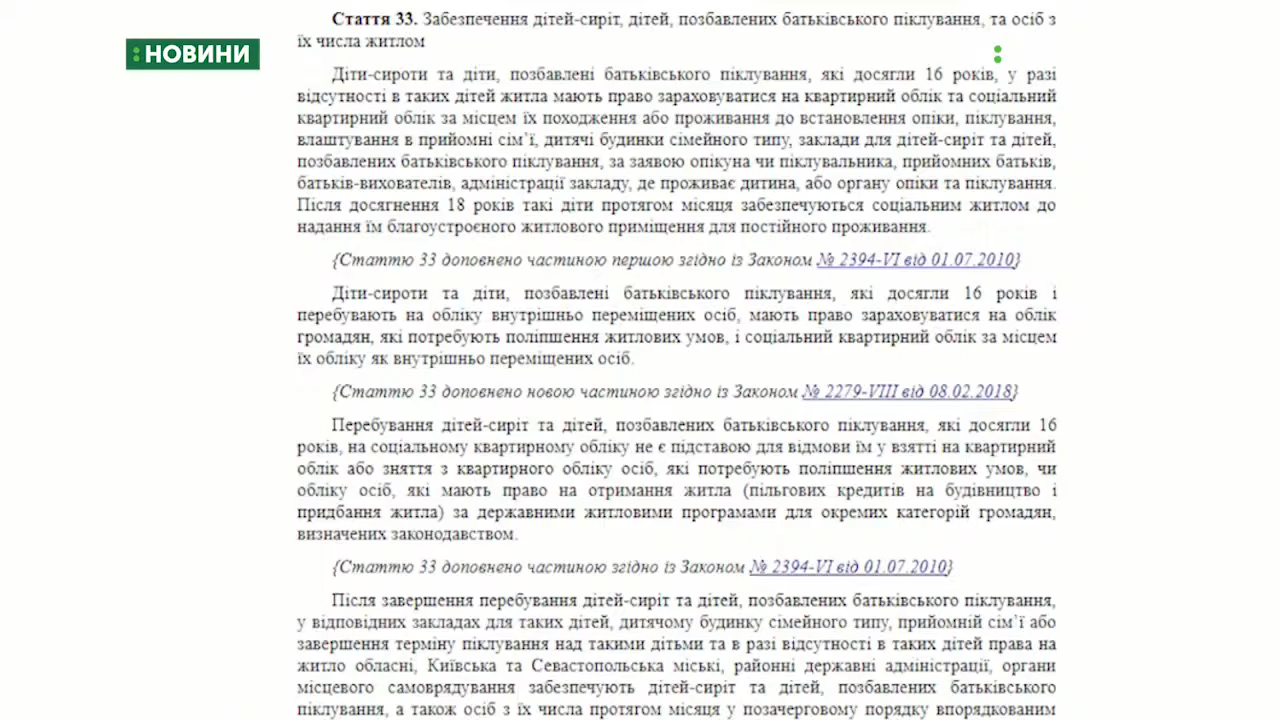 Стаття 33. Забезпечення дітей-сиріт, дітей, позбавлених батьківського піклування, та осіб з
їх числа житлом
: НОВИНИ
Діти-сироти та діти, позбавлені батьківського піклування, які досягли 16 років, у разі
відсутності в таких дітей житла мають право зараховуватися на квартирний облік та соціальний
квартирний облік за місцем їх походження або проживання до встановлення опіки, піклування,
влаштування в прийомні сім’ї, дитячі будинки сімейного типу, заклади для дітей-сиріт та дітей,
позбавлених батьківського піклування, за заявою опікуна чи піклувальника, прийомних батьків,
батьків-вихователів, адміністрації закладу, де проживає дитина, або органу опіки та піклування.
Після досягнення 18 років такі діти протягом місяця забезпечуються соціальним житлом до
надання їм благоустроєного житлового приміщення для постійного проживання.
{Статтю 33 доповнено частиною першою згідно із Законом № 2394-VI від 01.07.2010}
Діти-сироти та діти, позбавлені батьківського піклування, які досягли 16 років і
перебувають на обліку внутрішньо переміщених осіб, мають право зараховуватися на облік
громадян, які потребують поліпшення житлових умов, і соціальний квартирний облік за місцем
їх обліку як внутрішньо переміщених осіб.
{Статтю 33 доповнено новою частиною згідно із Законом № 2279-VIII від 08.02.2018}
Перебування дітей-сиріт та дітей, позбавлених батьківського піклування, які досягли 16
років, на соціальному квартирному обліку не є підставою для відмови їм у взятті на квартирний
облік або зняття з квартирного обліку осіб, які потребують поліпшення житлових умов, чи
обліку осіб, які мають право на отримання житла (пільгових кредитів на будівництво і
придбання житла) за державними житловими програмами для окремих категорій громадян,
визначених законодавством.
{Статтю 33 доповнено частиною згідно із Законом № 2394-VI від 01.07.2010}
Після завершення перебування дітей-сиріт та дітей, позбавлених батьківського піклування,
у відповідних закладах для таких дітей, дитячому будинку сімейного типу, прийомній сім’ї або
завершення терміну піклування над такими дітьми та в разі відсутності в таких дітей права на
житло обласні, Київська та Севастопольська міські, районні державні адміністрації, органи
місцевого самоврядування забезпечують дітей-сиріт та дітей, позбавлених батьківського
піклування, а також осіб з їх числа протягом місяця у позачерговому порядку впорядкованим